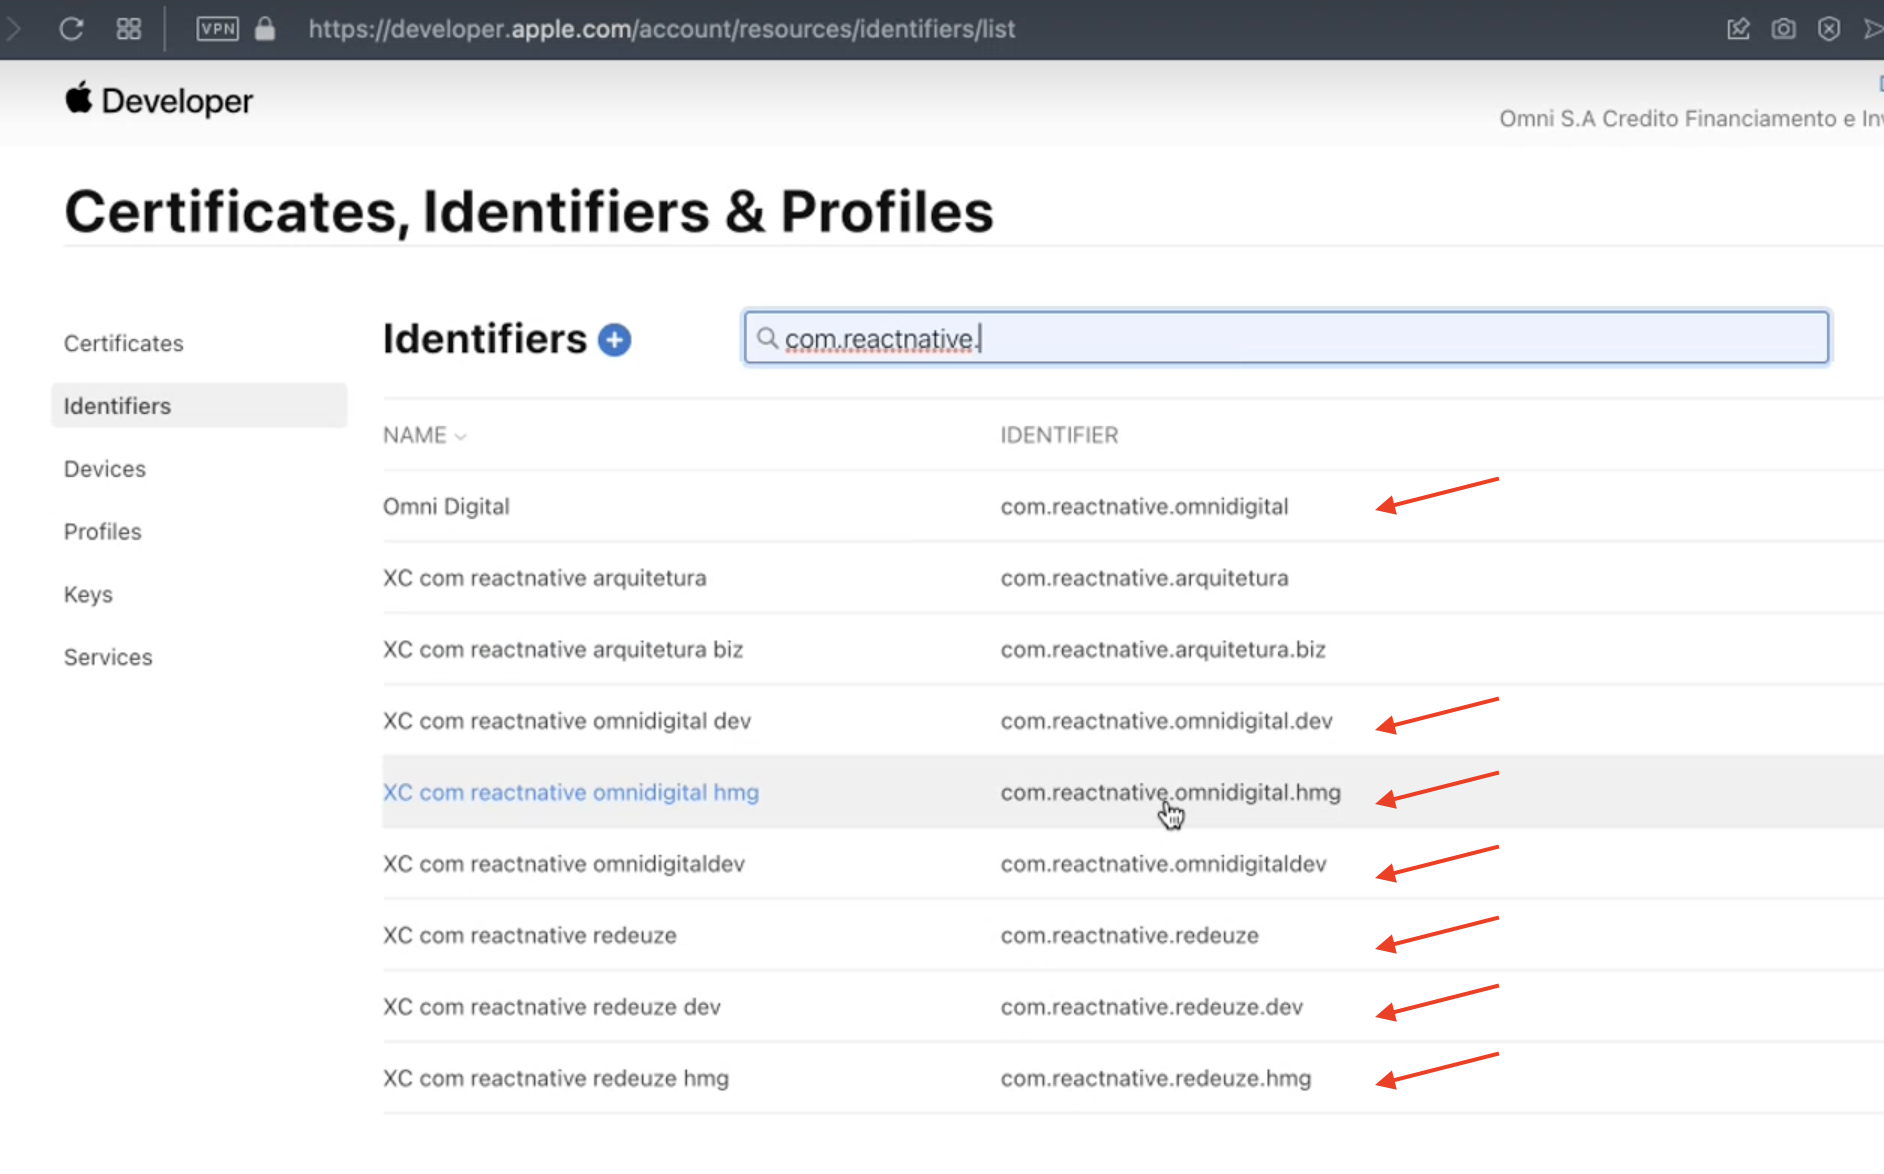 VPN https://developer.apple.com/account/resources/identifiers/list
Developer
Omni S.A Credito Financiamento e
Certificates, Identifiers & Profiles
Certificates
Identifiers
Devices
Profiles
Keys
Services
Identifiers
com.reactnative.
NAME IDENTIFIER
Omni Digital com.reactnative.omnidigital
XC com reactnative arquitetura com.reactnative.arquitetura
XC com reactnative arquitetura biz com.reactnative.arquitetura.biz
XC com reactnative omnidigital dev com.reactnative.omnidigital.dev
XC com reactnative omnidigital hmg com.reactnative.omnidigital.hmg
XC com reactnative omnidigitaldev com.reactnative.omnidigitaldev
XC com reactnative redeuze com.reactnative.redeuze
XC com reactnative redeuze dev com.reactnative.redeuze.dev
XC com reactnative redeuze hmg com.reactnative.redeuze.hmg